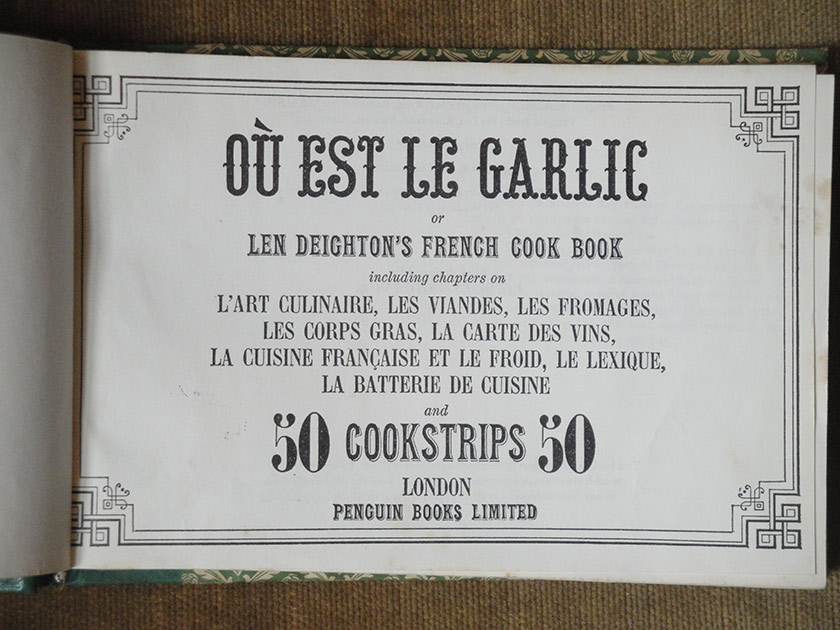 OÙ EST LE GARLIC
or
LEN DEIGHTON'S FRENCH COOK BOOK
including chapters on
L'ART CULINAIRE, LES VIANDES, LES FROMAGES,
LES CORPS GRAS, LA CARTE DES VINS,
LA CUISINE FRANÇAISE ET LE FROID, LE LEXIQUE,
LA BATTERIE DE CUISINE
and
50 COOKSTRIPS 50
LONDON
PENGUIN BOOKS LIMITED